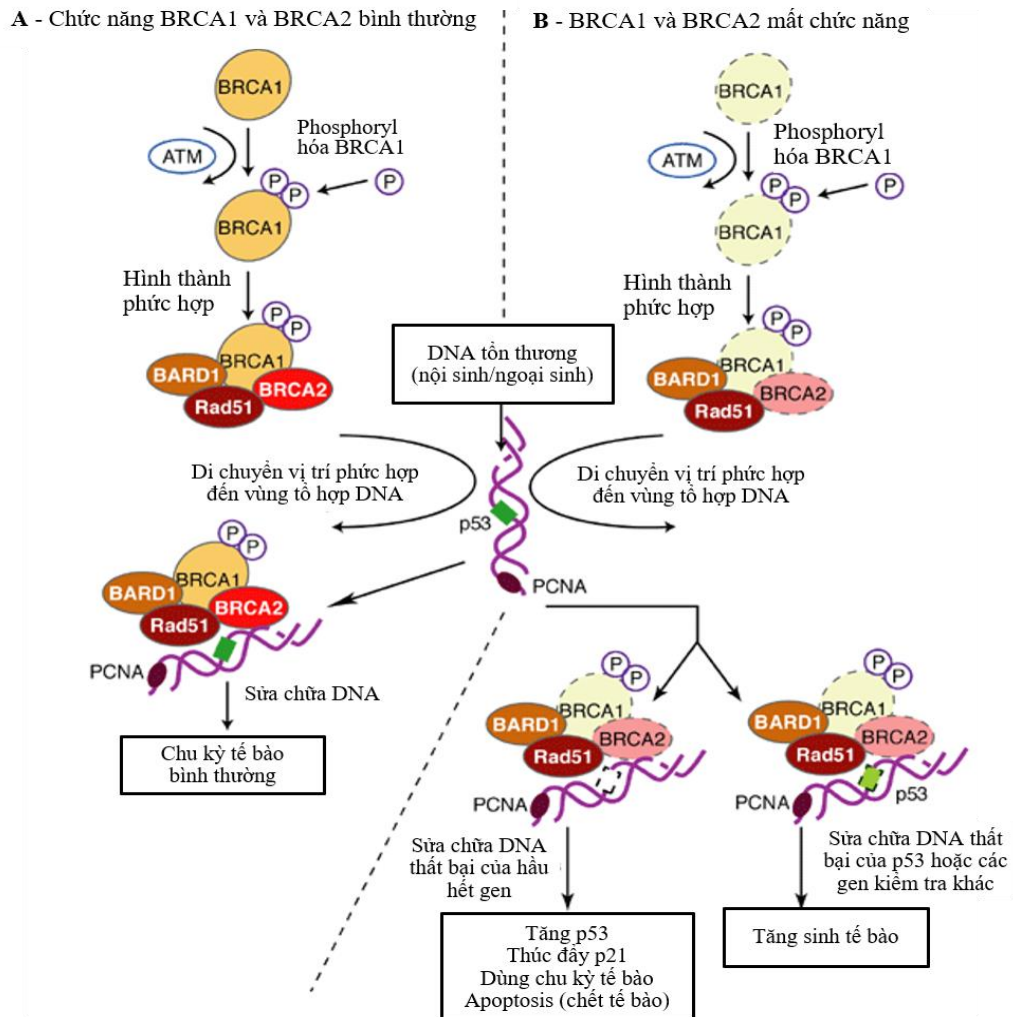 A - Chức năng BRCA1 và BRCA2 bình thường
BRCA1
ATM
Phosphoryl
hóa BRCA1
P
P
P
BRCA1
Hình thành
phức hợp
P
P
BRCA1
BARD1
BRCA2
Rad51
Di chuyển vị trí phức hợp
đến vùng tổ hợp DNA
P
P
BRCA1
BARD1
BRCA2
Rad51
PCNA
Sửa chữa DNA
Chu kỳ tế bào
bình thường
DNA tồn thương
(nội sinh/ngoại sinh)
p53
PCNA
B - BRCA1 và BRCA2 mất chức năng
BRCA1
ATM
Phosphoryl
hóa BRCA1
P
P
P
BRCA1
Hình thành
phức hợp
P
P
BRCA1
BARD1
BRCA2
Rad51
Di chuyển vị trí phức hợp
đến vùng tổ hợp DNA
P
P
BRCA1
BARD1
BRCA2
Rad51
PCNA
Sửa chữa DNA
thất bại của hầu
hết gen
Tăng p53
Thúc đẩy p21
Dùng chu kỳ tế bào
Apoptosis (chết tế bào)
P
P
BRCA1
BARD1
BRCA2
Rad51
PCNA
p53
Sửa chữa DNA thất
bại của p53 hoặc các
gen kiểm tra khác
Tăng sinh tế bào